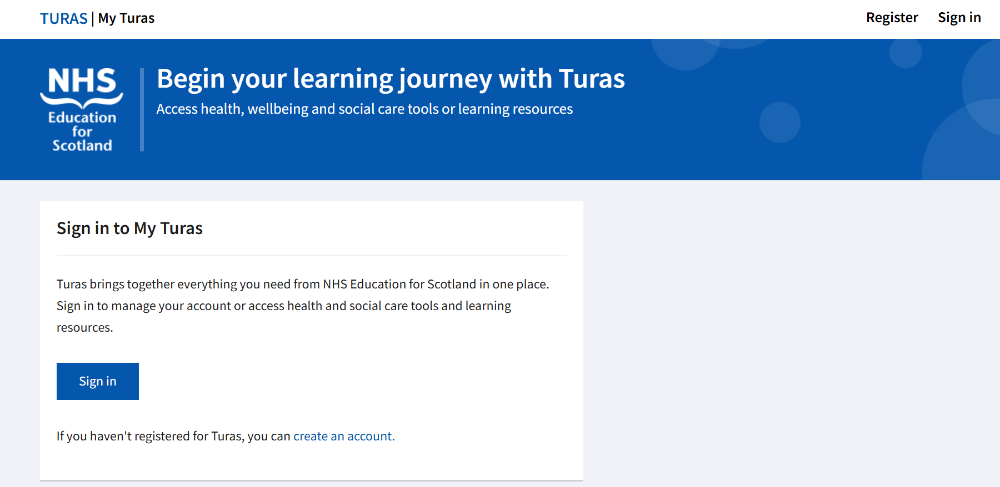 TURAS | My Turas
Register
Sign in
NHS
Education
for
Scotland
Begin your learning journey with Turas
Access health, wellbeing and social care tools or learning resources
Sign in to My Turas
Turas brings together everything you need from NHS Education for Scotland in one place.
Sign in to manage your account or access health and social care tools and learning
resources.
Sign in
If you haven't registered for Turas, you can create an account.